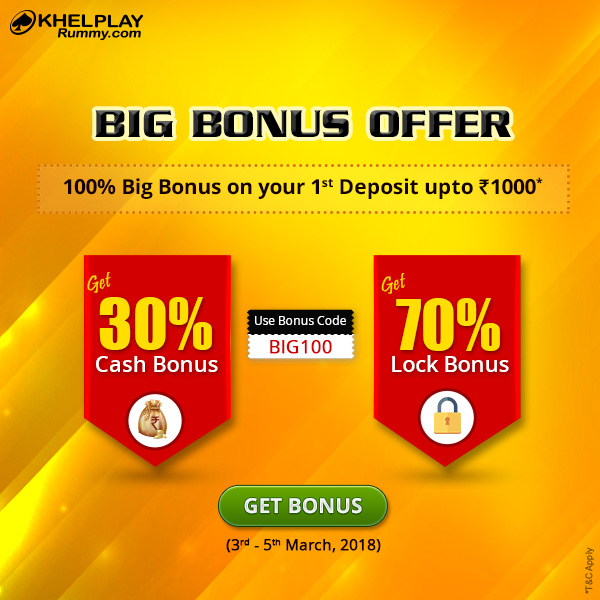 KHELPLAY
Rummy.com
BIG BONUS OFFER
100% Big Bonus on your 1st Deposit upto ₹1000*
Get
30%
Cash Bonus
Use Bonus Code
BIG100
Get
70%
Lock Bonus
GET BONUS
(3rd - 5th March, 2018)
*T&C Apply